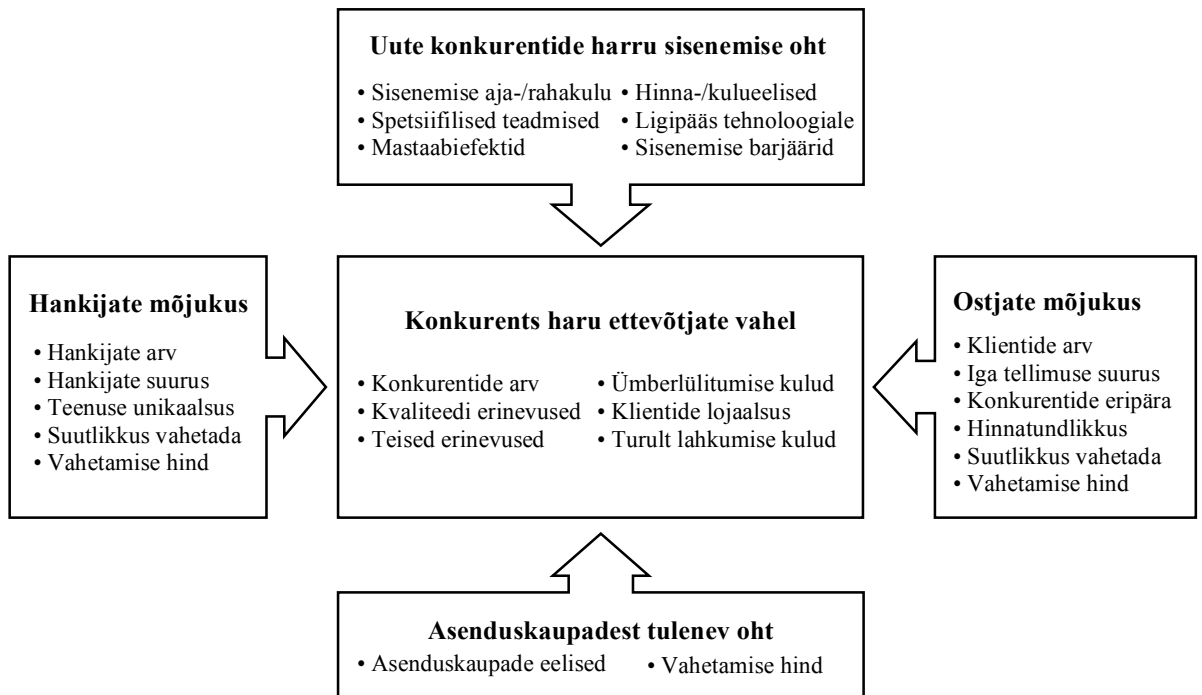 Uute konkurentide harru sisenemise oht
• Sisenemise aja-/rahakulu • Hinna-/kulueelised
• Spetsiifilised teadmised • Ligipääs tehnoloogiale
• Mastaabiefektid • Sisenemise barjäärid
Hankijate mõjukus
• Hankijate arv
• Hankijate suurus
• Teenuse unikaalsus
• Suutlikkus vahetada
• Vahetamise hind
Konkurents haru ettevõtjate vahel
• Konkurentide arv • Ümberlülitumise kulud
• Kvaliteedi erinevused • Klientide lojaalsus
• Teised erinevused • Turult lahkumise kulud
Ostjate mõjukus
• Klientide arv
• Iga tellimuse suurus
• Konkurentide eripära
• Hinnatundlikkus
• Suutlikkus vahetada
• Vahetamise hind
Asenduskaupadest tulenev oht
• Asenduskaupade eelised • Vahetamise hind